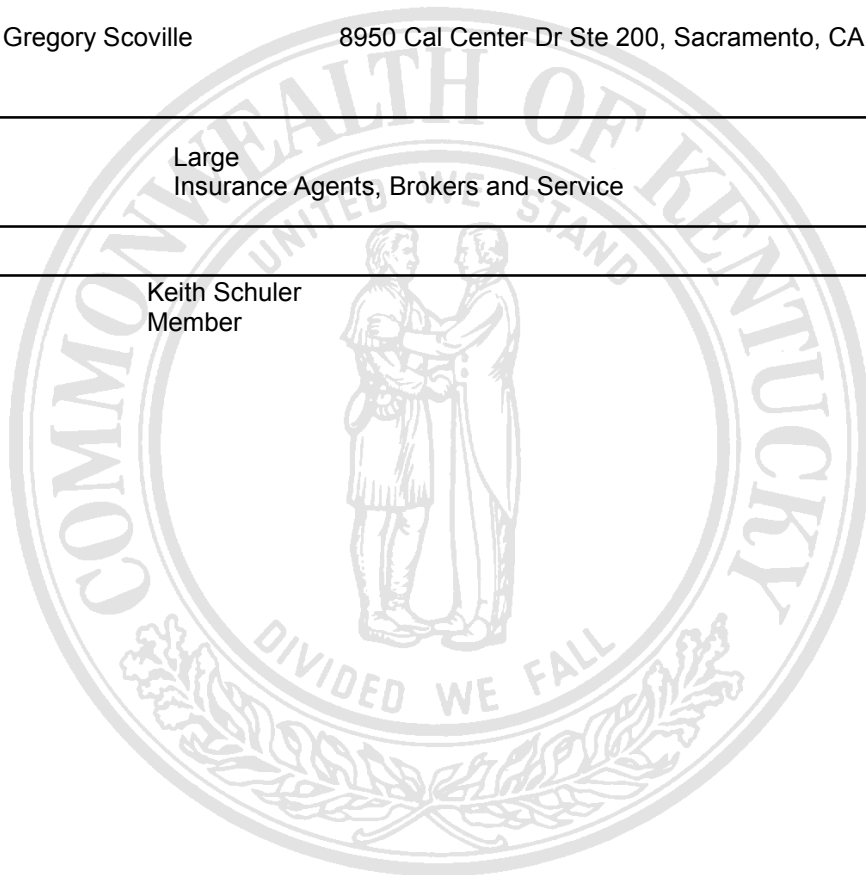 Gregory Scoville 8950 Cal Center Dr Ste 200, Sacramento, CA
Large
Insurance Agents, Brokers and Service
Keith Schuler
Member
COMMONWEALTH OF KENTUCKY
UNITED WE STAND
DIVIDED WE FALL